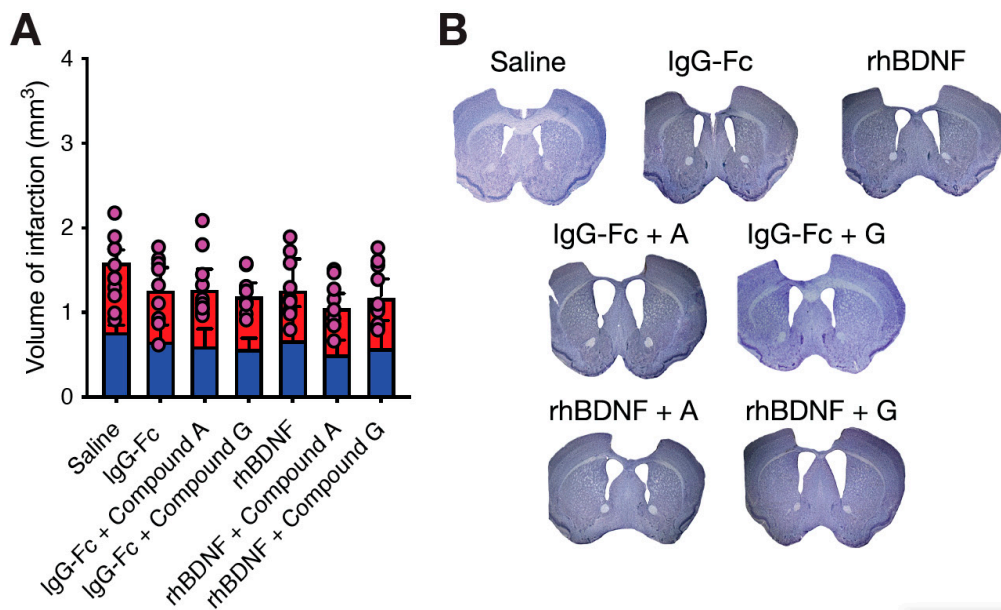 A
Volume of infarction (mm³)
4
3
2
1
0
Saline
IgG-Fc
IgG-Fc + Compound A
IgG-Fc + Compound G
rhBDNF
rhBDNF + Compound A
rhBDNF + Compound G
B
Saline
IgG-Fc
rhBDNF
IgG-Fc + A
IgG-Fc + G
rhBDNF + A
rhBDNF + G